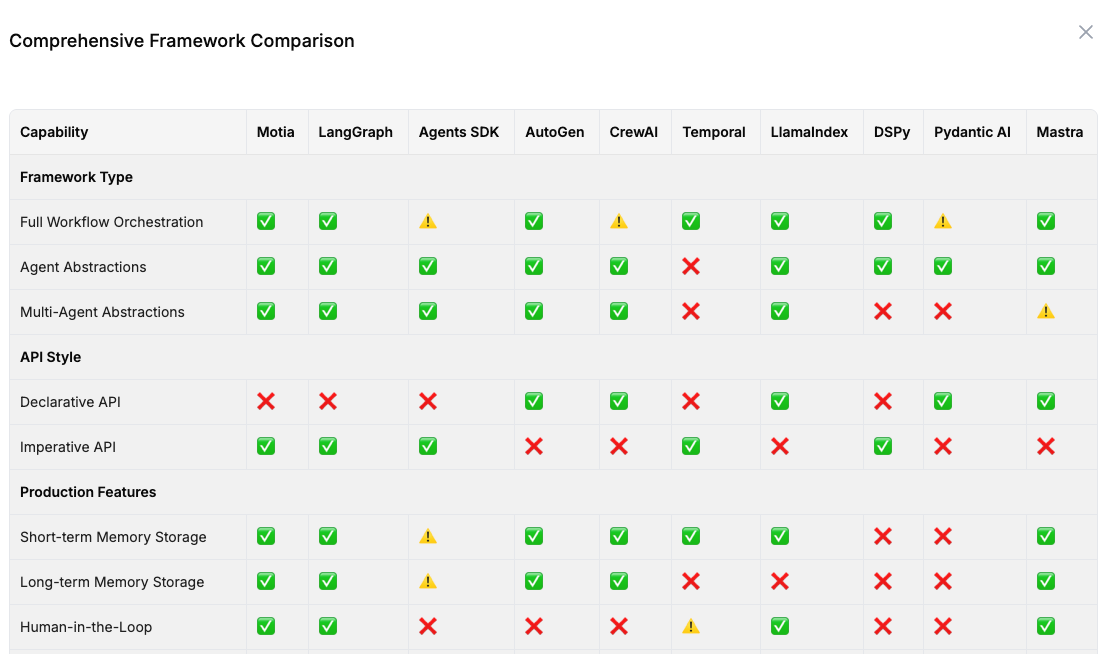 Comprehensive Framework Comparison
Capability Motia LangGraph Agents SDK AutoGen CrewAI Temporal LlamaIndex DSPy Pydantic AI Mastra
Framework Type
Full Workflow Orchestration ✅ ✅ ⚠️ ✅ ⚠️ ✅ ✅ ✅ ⚠️ ✅
Agent Abstractions ✅ ✅ ✅ ✅ ✅ ❌ ✅ ✅ ✅ ✅
Multi-Agent Abstractions ✅ ✅ ✅ ✅ ✅ ❌ ✅ ❌ ❌ ⚠️
API Style
Declarative API ❌ ❌ ❌ ✅ ✅ ❌ ✅ ❌ ✅ ✅
Imperative API ✅ ✅ ✅ ❌ ❌ ✅ ❌ ✅ ❌ ❌
Production Features
Short-term Memory Storage ✅ ✅ ⚠️ ✅ ✅ ✅ ✅ ❌ ❌ ✅
Long-term Memory Storage ✅ ✅ ⚠️ ✅ ✅ ❌ ❌ ❌ ❌ ✅
Human-in-the-Loop ✅ ✅ ❌ ❌ ❌ ⚠️ ✅ ❌ ❌ ✅